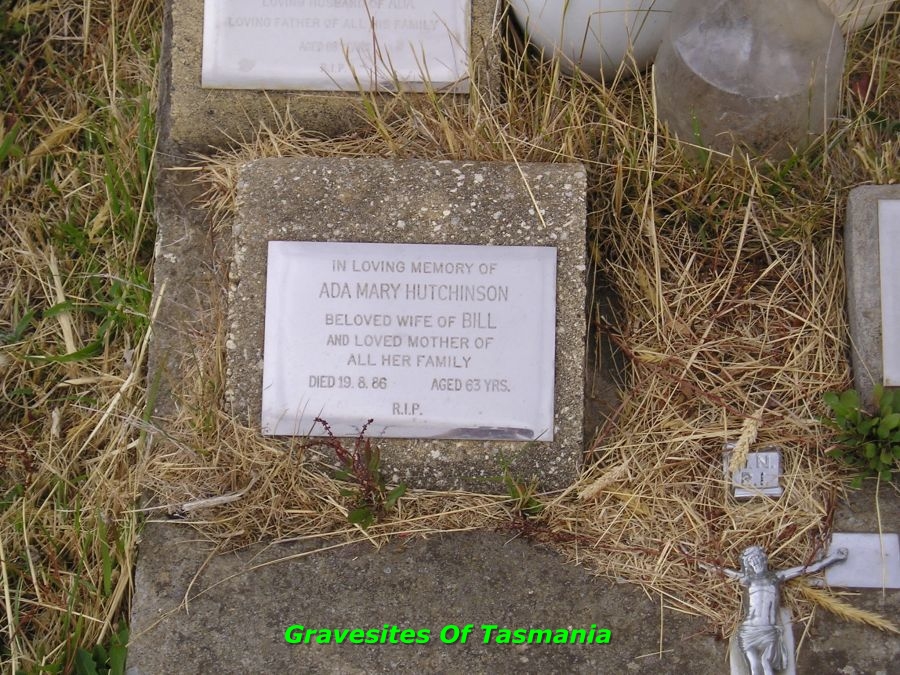 LOVING HUSBAND OF ADA
LOVING FATHER OF ALL HIS FAMILY
AGED
R.I.P.
IN LOVING MEMORY OF
ADA MARY HUTCHINSON
BELOVED WIFE OF BILL
AND LOVED MOTHER OF
ALL HER FAMILY
DIED 19. 8. 86 AGED 63 YRS.
R.I.P.
Gravesites Of Tasmania